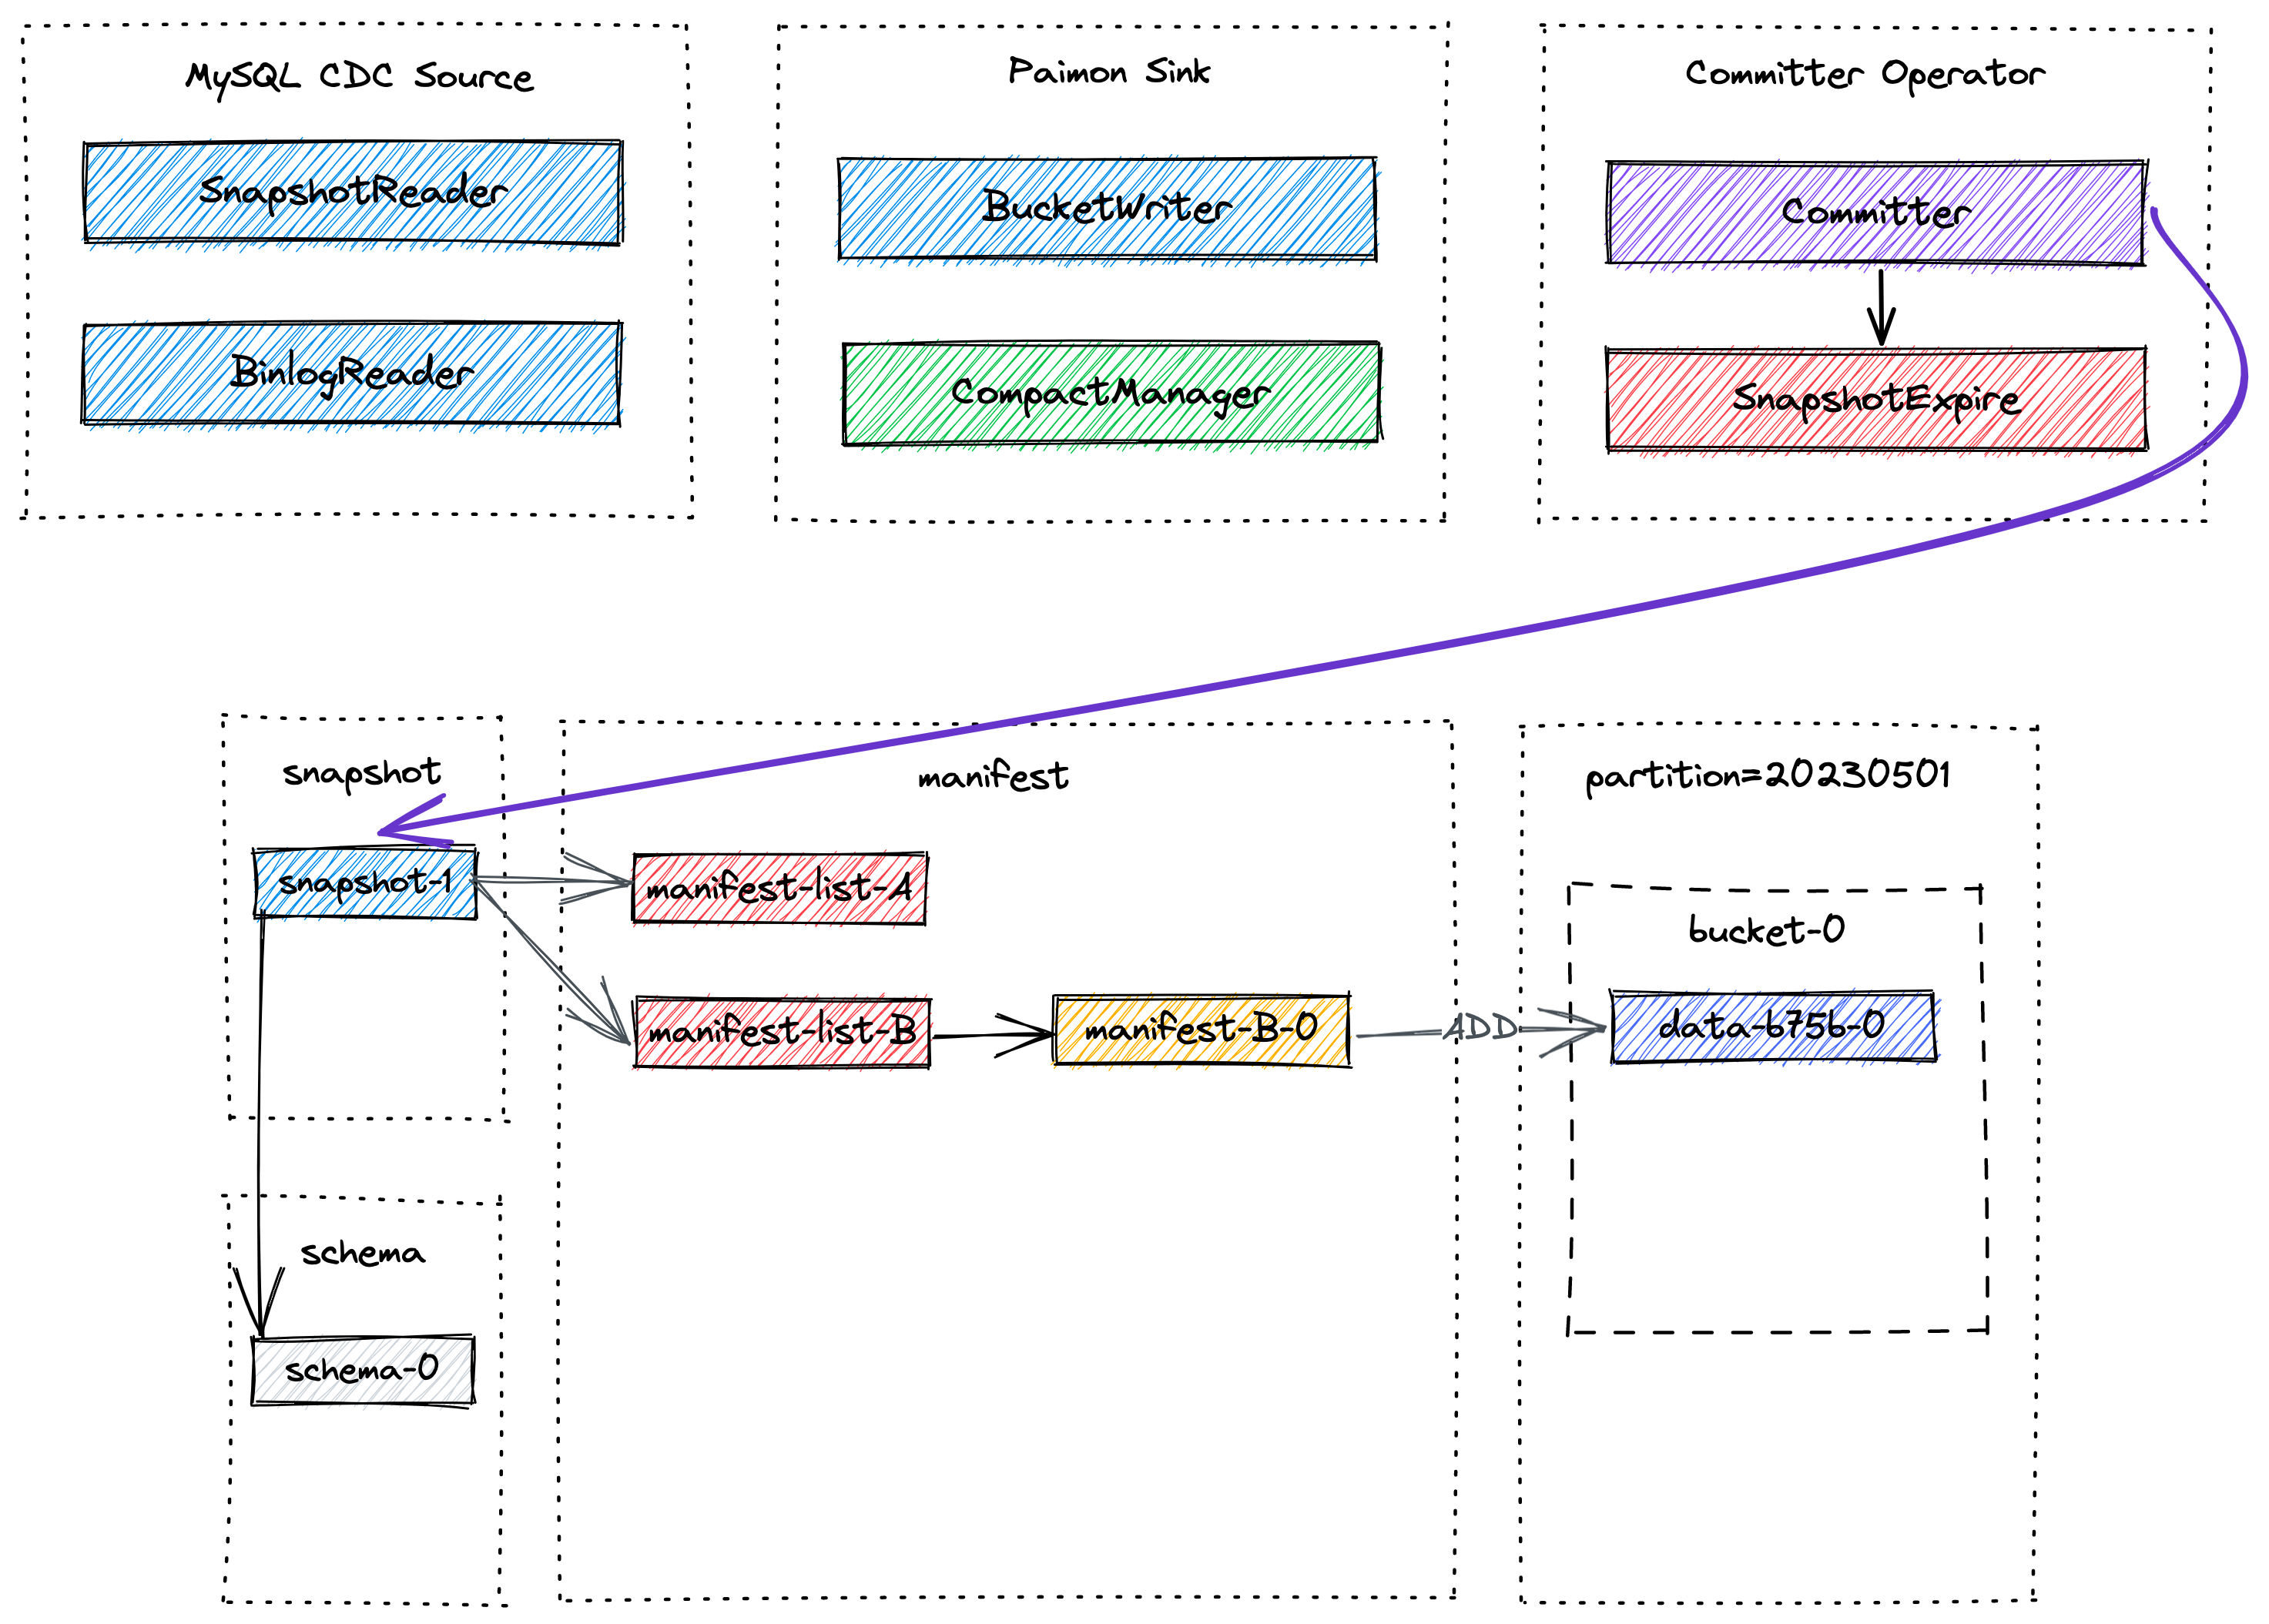 MySQL CDC Source
SnapshotReader
BinlogReader
Paimon Sink
BucketWriter
CompactManager
Committer Operator
Committer
SnapshotExpire
snapshot
snapshot-1
manifest
manifest-list-A
manifest-list-B
manifest-B-0
ADD
partition=20230501
bucket-0
data-b75b-0
schema
schema-0